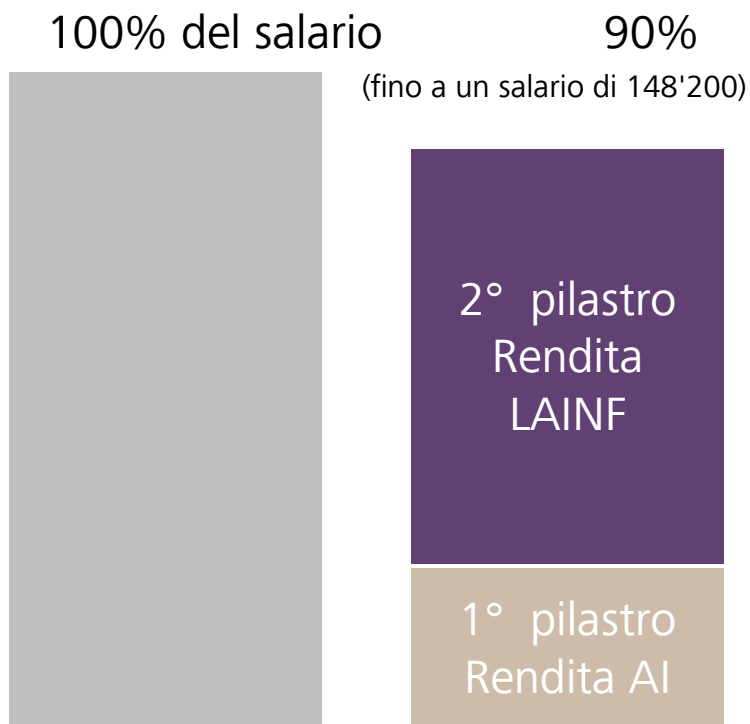 100% del salario
90%
(fino a un salario di 148'200)
2° pilastro
Rendita
LAINF
1° pilastro
Rendita AI